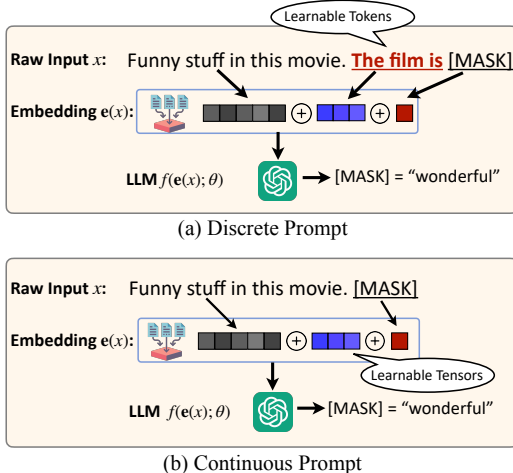 Learnable Tokens
Raw Input x: Funny stuff in this movie. The film is [MASK]
Embedding e(x):
LLM f(e(x); θ) [MASK] = “wonderful”
(a) Discrete Prompt
Raw Input x: Funny stuff in this movie. [MASK]
Embedding e(x):
Learnable Tensors
LLM f(e(x); θ) [MASK] = “wonderful”
(b) Continuous Prompt